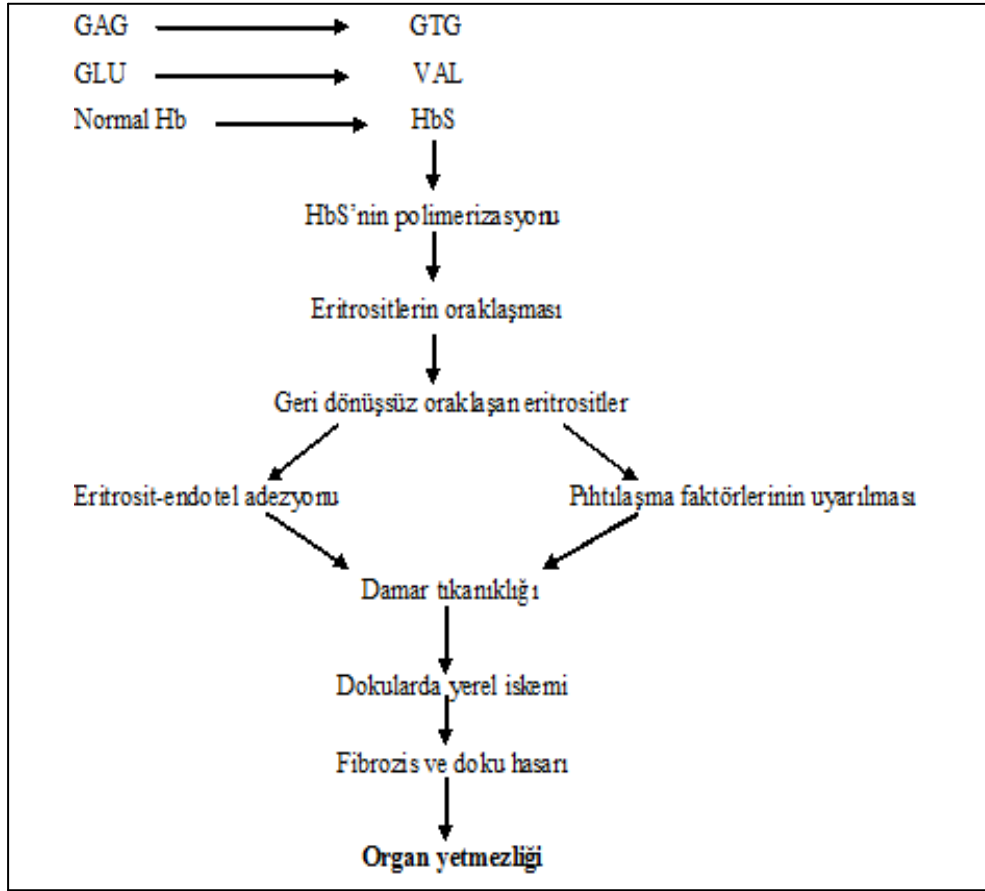 GAG GTG
GLU VAL
Normal Hb HbS
HbS'nin polimerizasyonu
Eritrositlerin oraklaşması
Geri dönüşsüz oraklaşan eritrositler
Eritrosit-endotel adezyonu Pıhtılaşma faktörlerinin uyarılması
Damar tıkanıklığı
Dokularda yerel iskemi
Fibrozis ve doku hasarı
Organ yetmezliği